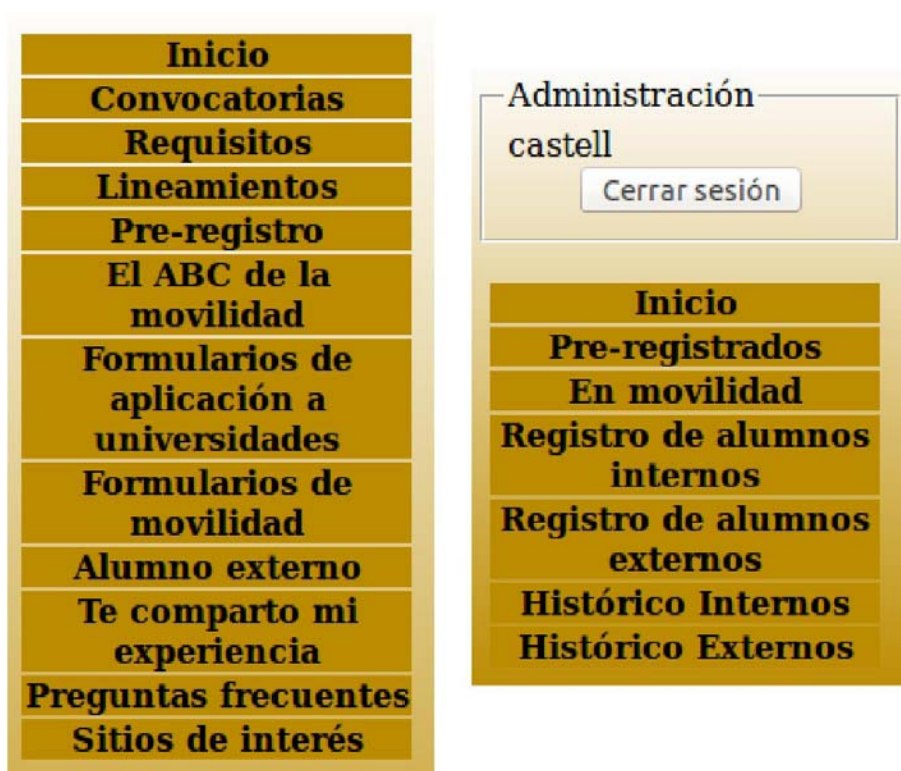 Inicio
Convocatorias
Requisitos
Lineamientos
Pre-registro
El ABC de la
movilidad
Formularios de
aplicación a
universidades
Formularios de
movilidad
Alumno externo
Te comparto mi
experiencia
Preguntas frecuentes
Sitios de interés
Administración
castell
Cerrar sesión
Inicio
Pre-registrados
En movilidad
Registro de alumnos
internos
Registro de alumnos
externos
Histórico Internos
Histórico Externos